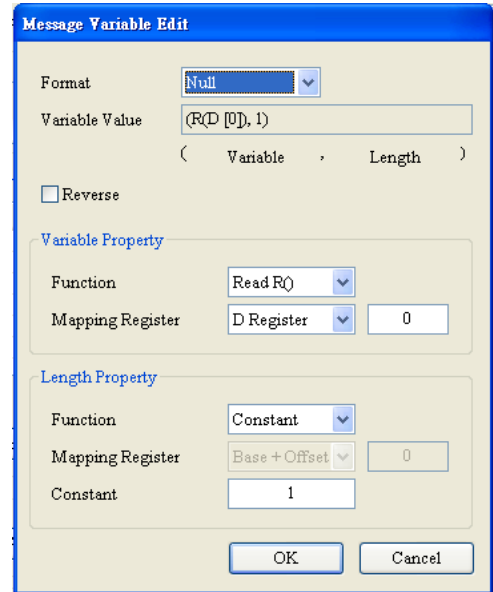 Message Variable Edit
Format Null
Variable Value (R(D [0]), 1)
( Variable , Length )
Reverse
Variable Property
Function Read R()
Mapping Register D Register 0
Length Property
Function Constant
Mapping Register Base + Offset 0
Constant 1
OK Cancel